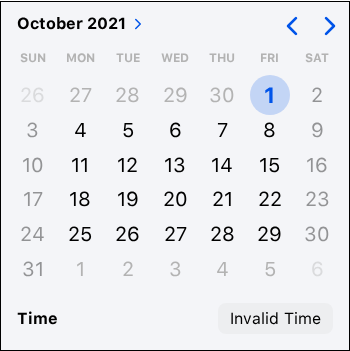 October 2021
SUN MON TUE WED THU FRI SAT
26 27 28 29 30 1 2
3 4 5 6 7 8 9
10 11 12 13 14 15 16
17 18 19 20 21 22 23
24 25 26 27 28 29 30
31 1 2 3 4 5 6
Time Invalid Time